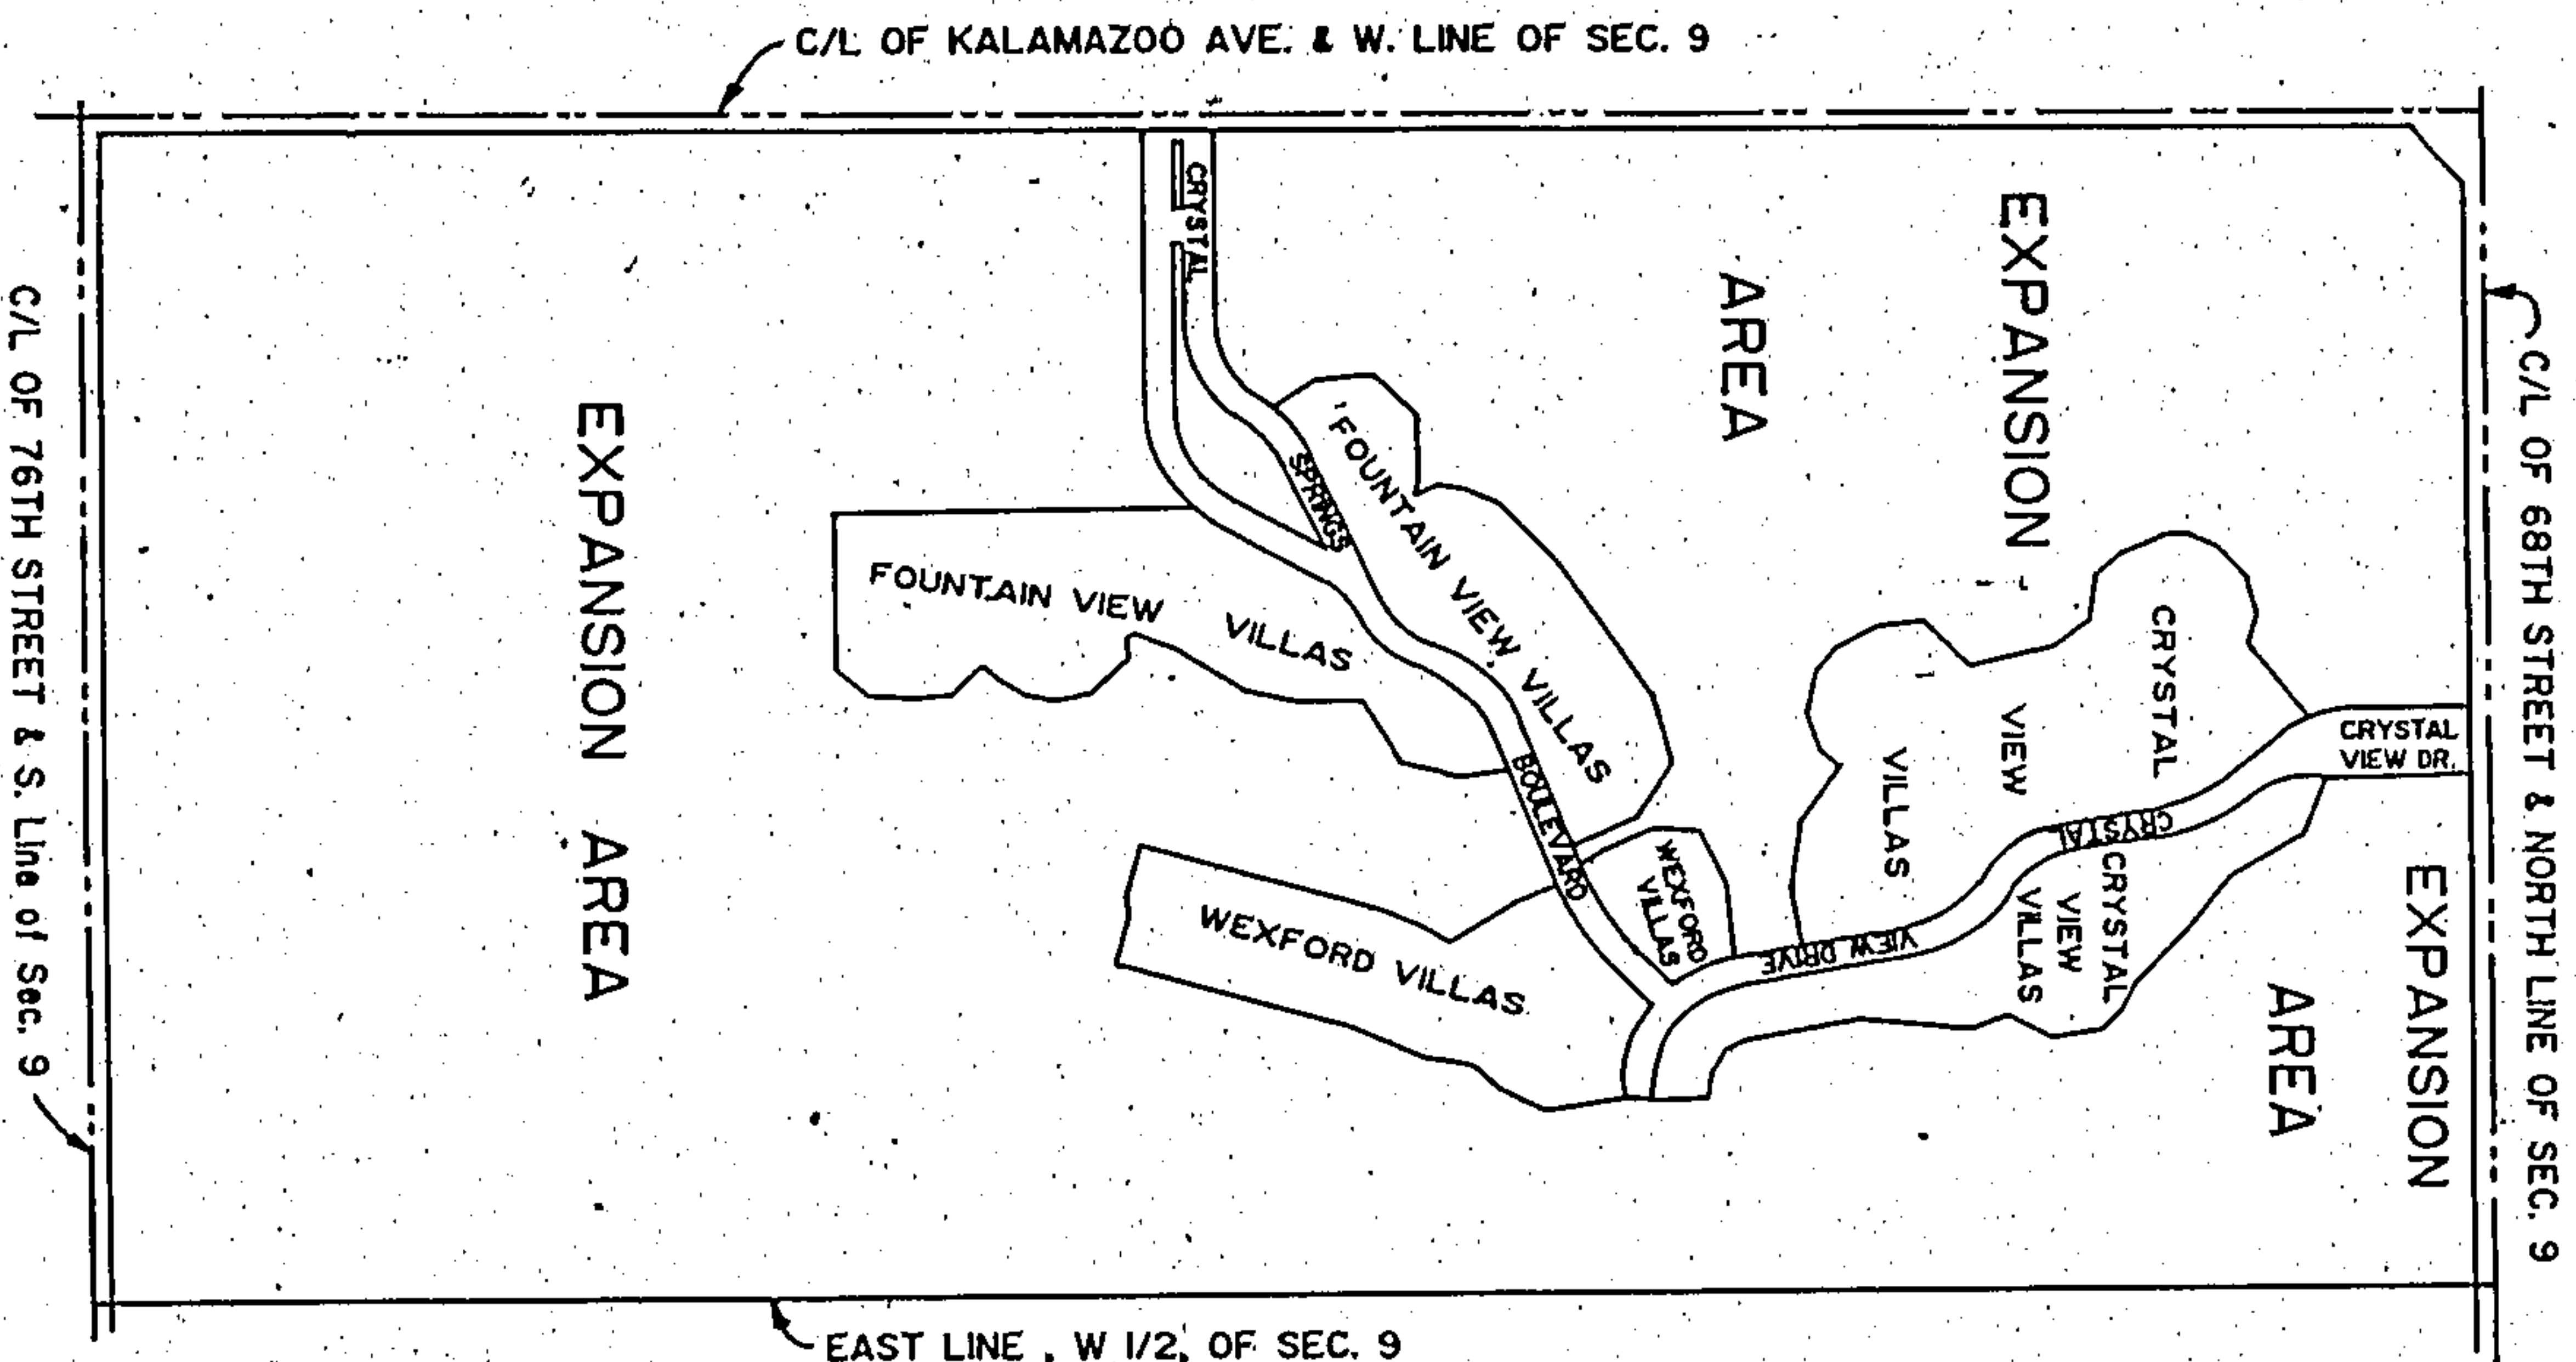 C/L OF KALAMAZOO AVE. & W. LINE OF SEC. 9
C/L OF 68TH STREET & NORTH LINE OF SEC. 9
C/L OF 76TH STREET & S. Line of Sec. 9
EAST LINE, W 1/2, OF SEC. 9
EXPANSION
AREA
EXPANSION AREA
EXPANSION
AREA
CRYSTAL
SPRINGS
BOULEVARD
FOUNTAIN VIEW VILLAS
FOUNTAIN VIEW VILLAS
WEXFORD
VILLAS
WEXFORD VILLAS
CRYSTAL
VIEW
VILLAS
CRYSTAL
VIEW DR.
CRYSTAL
VIEW DRIVE
CRYSTAL
VIEW
VILLAS